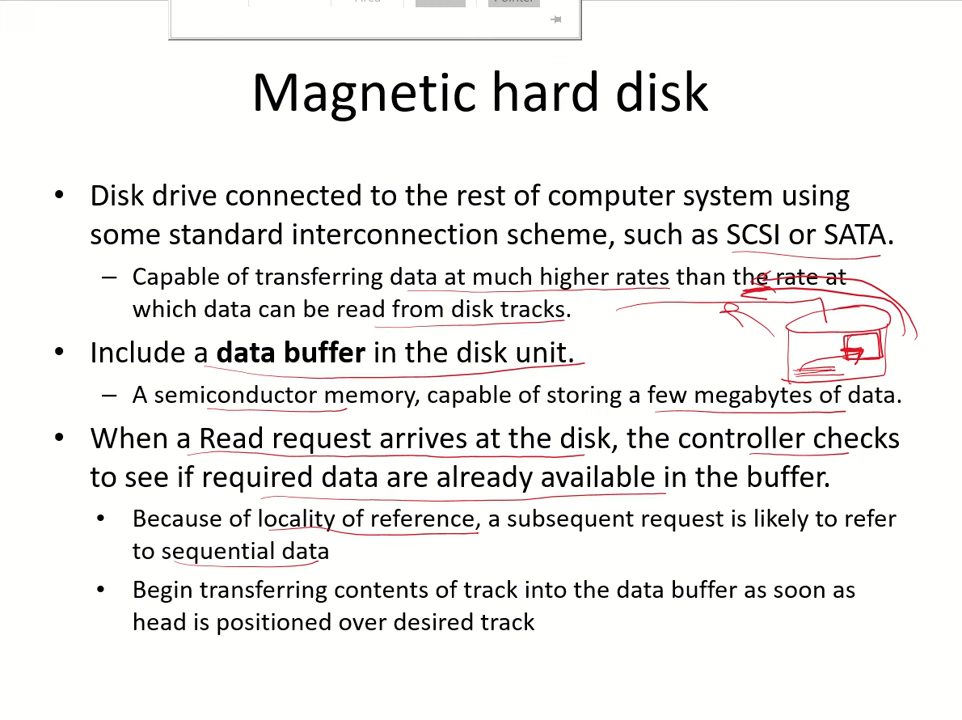 Magnetic hard disk
• Disk drive connected to the rest of computer system using
some standard interconnection scheme, such as SCSI or SATA.
– Capable of transferring data at much higher rates than the rate at
which data can be read from disk tracks.
• Include a data buffer in the disk unit.
– A semiconductor memory, capable of storing a few megabytes of data.
• When a Read request arrives at the disk, the controller checks
to see if required data are already available in the buffer.
• Because of locality of reference, a subsequent request is likely to refer
to sequential data
• Begin transferring contents of track into the data buffer as soon as
head is positioned over desired track